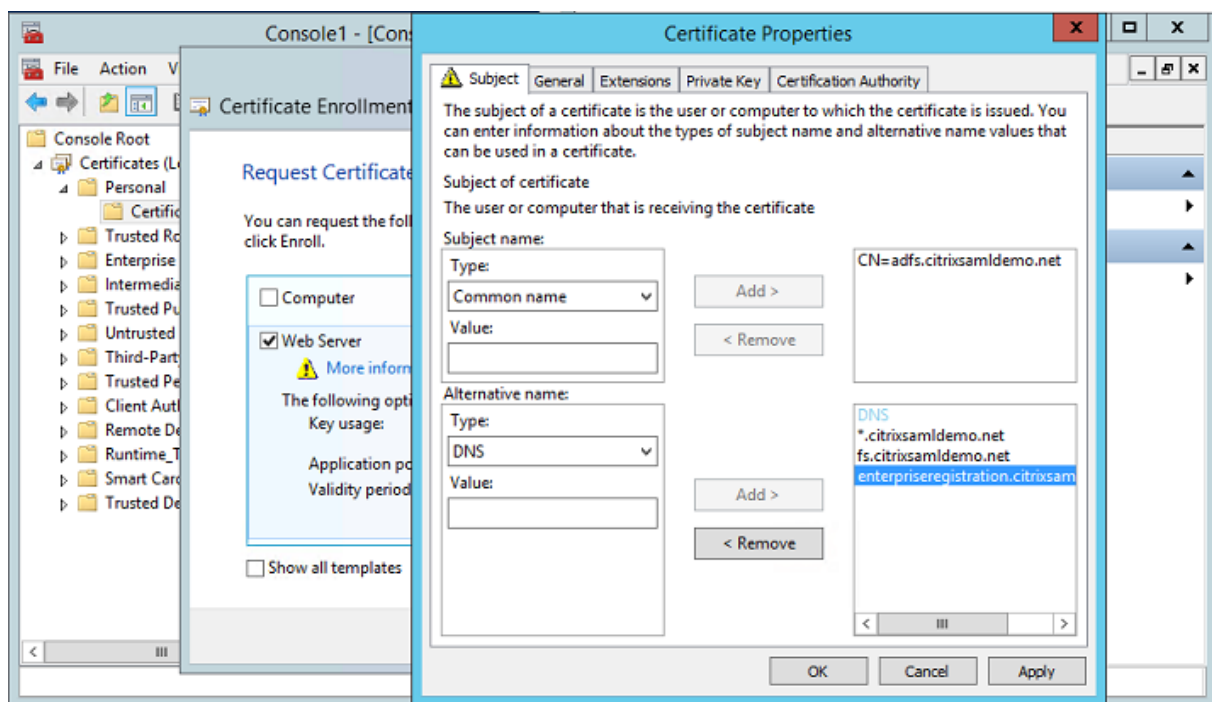 Console1 - [Con
Certificate Properties
X
X
File Action V
X
Certificate Enrollment
Subject General Extensions Private Key Certification Authority
The subject of a certificate is the user or computer to which the certificate is issued. You
can enter information about the types of subject name and alternative name values that
can be used in a certificate.
Subject of certificate
The user or computer that is receiving the certificate
Subject name:
Type:
Common name
Value:
Add >
< Remove
CN=adfs.citrixsamldemo.net
Alternative name:
Type:
DNS
Value:
Add >
< Remove
DNS
*.citrixsamldemo.net
fs.citrixsamldemo.net
enterpriseregistration.citrixsam
OK Cancel Apply
Console Root
Certificates (L
Personal
Certific
Trusted Ro
Enterprise
Intermedia
Trusted Pu
Untrusted
Third-Part
Trusted Pe
Client Auth
Remote De
Runtime_T
Smart Card
Trusted De
Request Certificate
You can request the foll
click Enroll.
Computer
Web Server
More inform
The following opti
Key usage:
Application po
Validity period
Show all templates